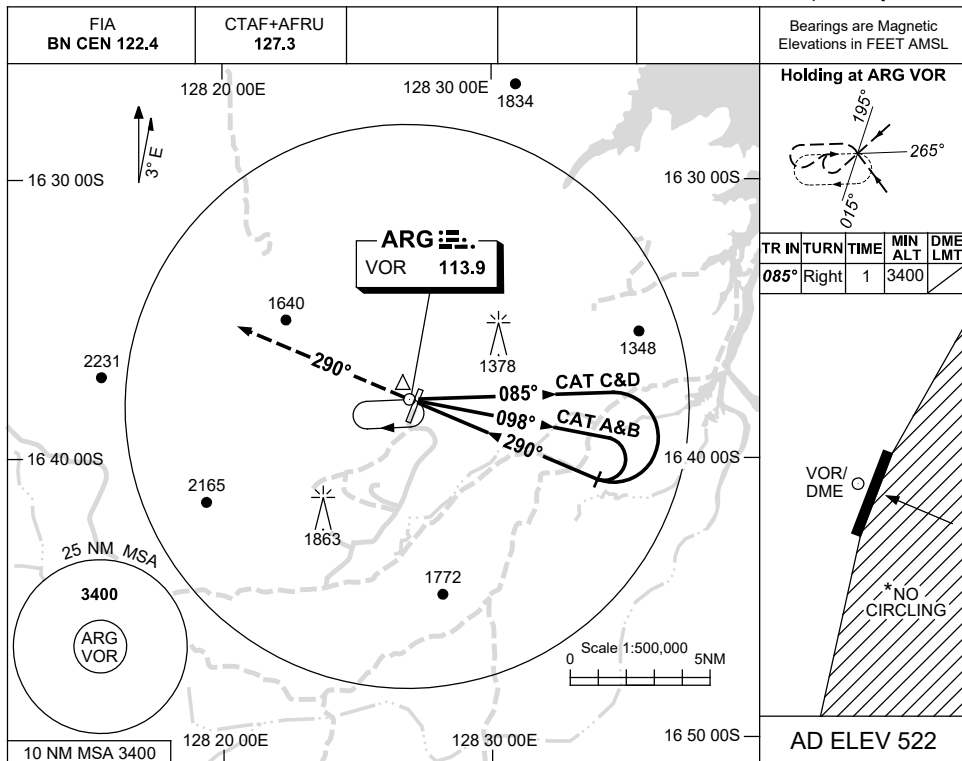 FIA
BN CEN 122.4
CTAF+AFRU
127.3
Bearings are Magnetic
Elevations in FEET AMSL
128 20 00E
128 30 00E
1834
3° E
16 30 00S
16 30 00S
ARG
VOR 113.9
1640
1378
1348
2231
290°
085°
CAT C&D
098°
CAT A&B
290°
16 40 00S
16 40 00S
2165
1863
1772
25 NM MSA
3400
ARG
VOR
Scale 1:500,000
0
5NM
10 NM MSA 3400
128 20 00E
128 30 00E
16 50 00S
Holding at ARG VOR
195°
265°
015°
TR IN TURN TIME MIN ALT DME LMT
085° Right 1 3400
VOR/
DME
*NO
CIRCLING
AD ELEV 522